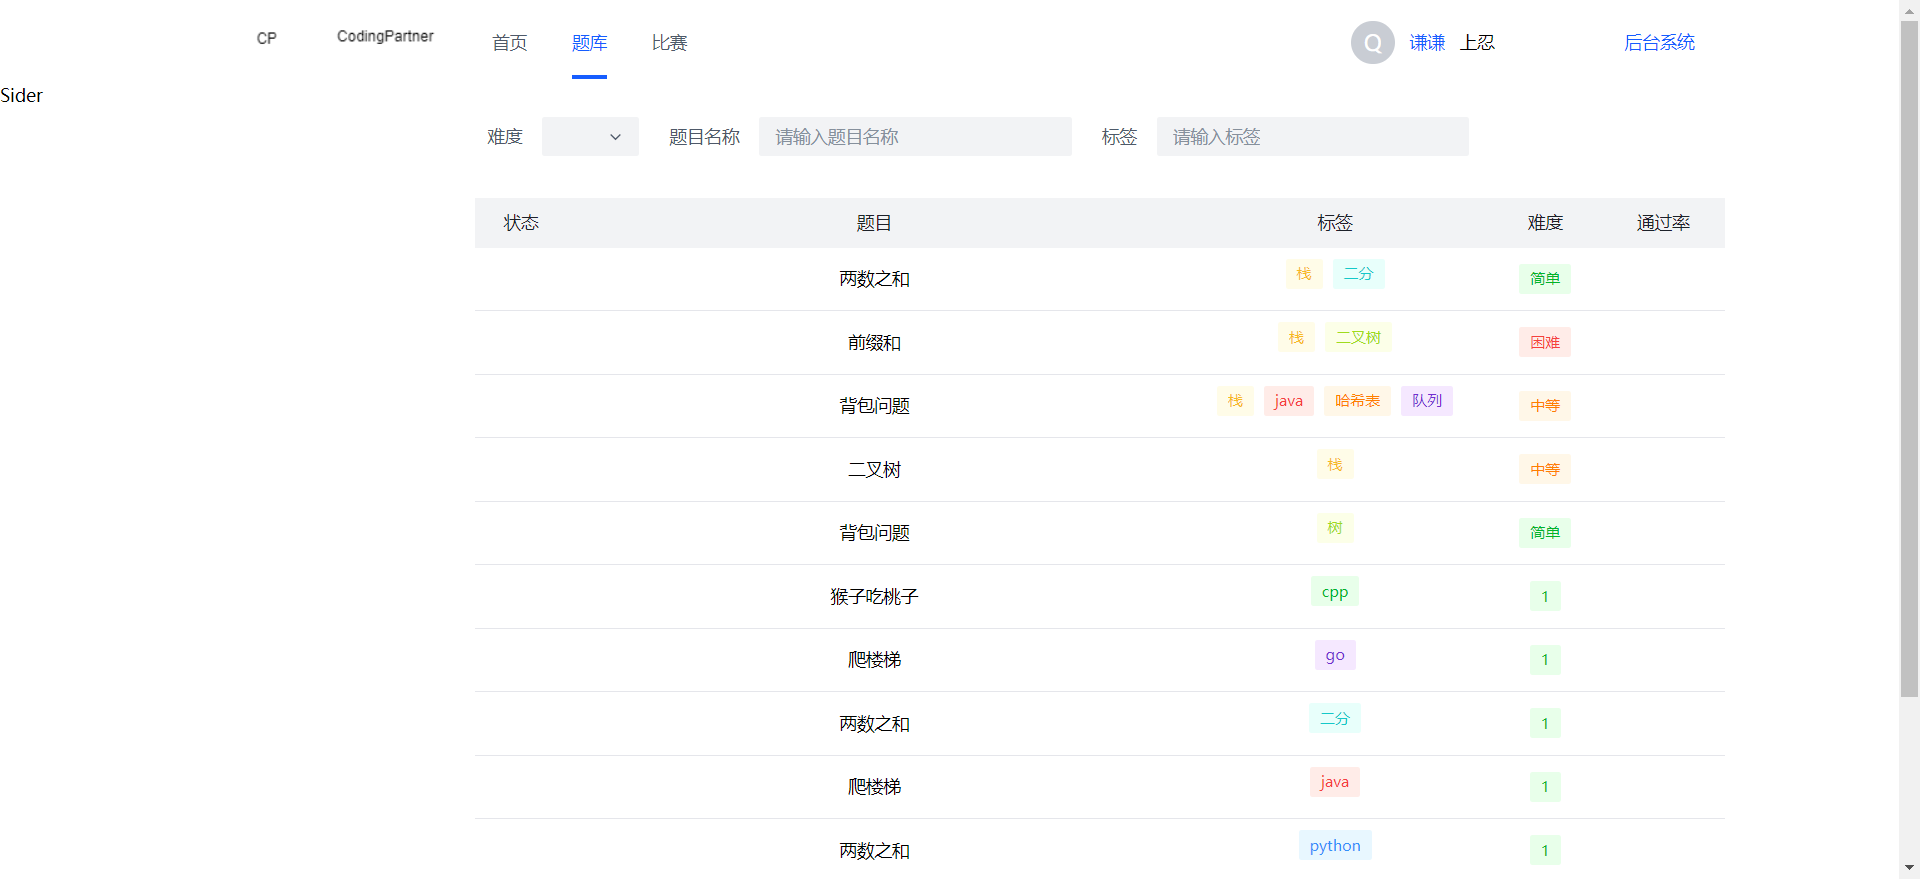 CP CodingPartner 首页 题库 比赛 Q 谦谦 上忍 后台系统
Sider
难度 题目名称 请输入题目名称 标签 请输入标签
状态 题目 标签 难度 通过率
两数之和 栈 二分 简单
前缀和 栈 二叉树 困难
背包问题 栈 java 哈希表 队列 中等
二叉树 栈 中等
背包问题 树 简单
猴子吃桃子 cpp 1
爬楼梯 go 1
两数之和 二分 1
爬楼梯 java 1
两数之和 python 1